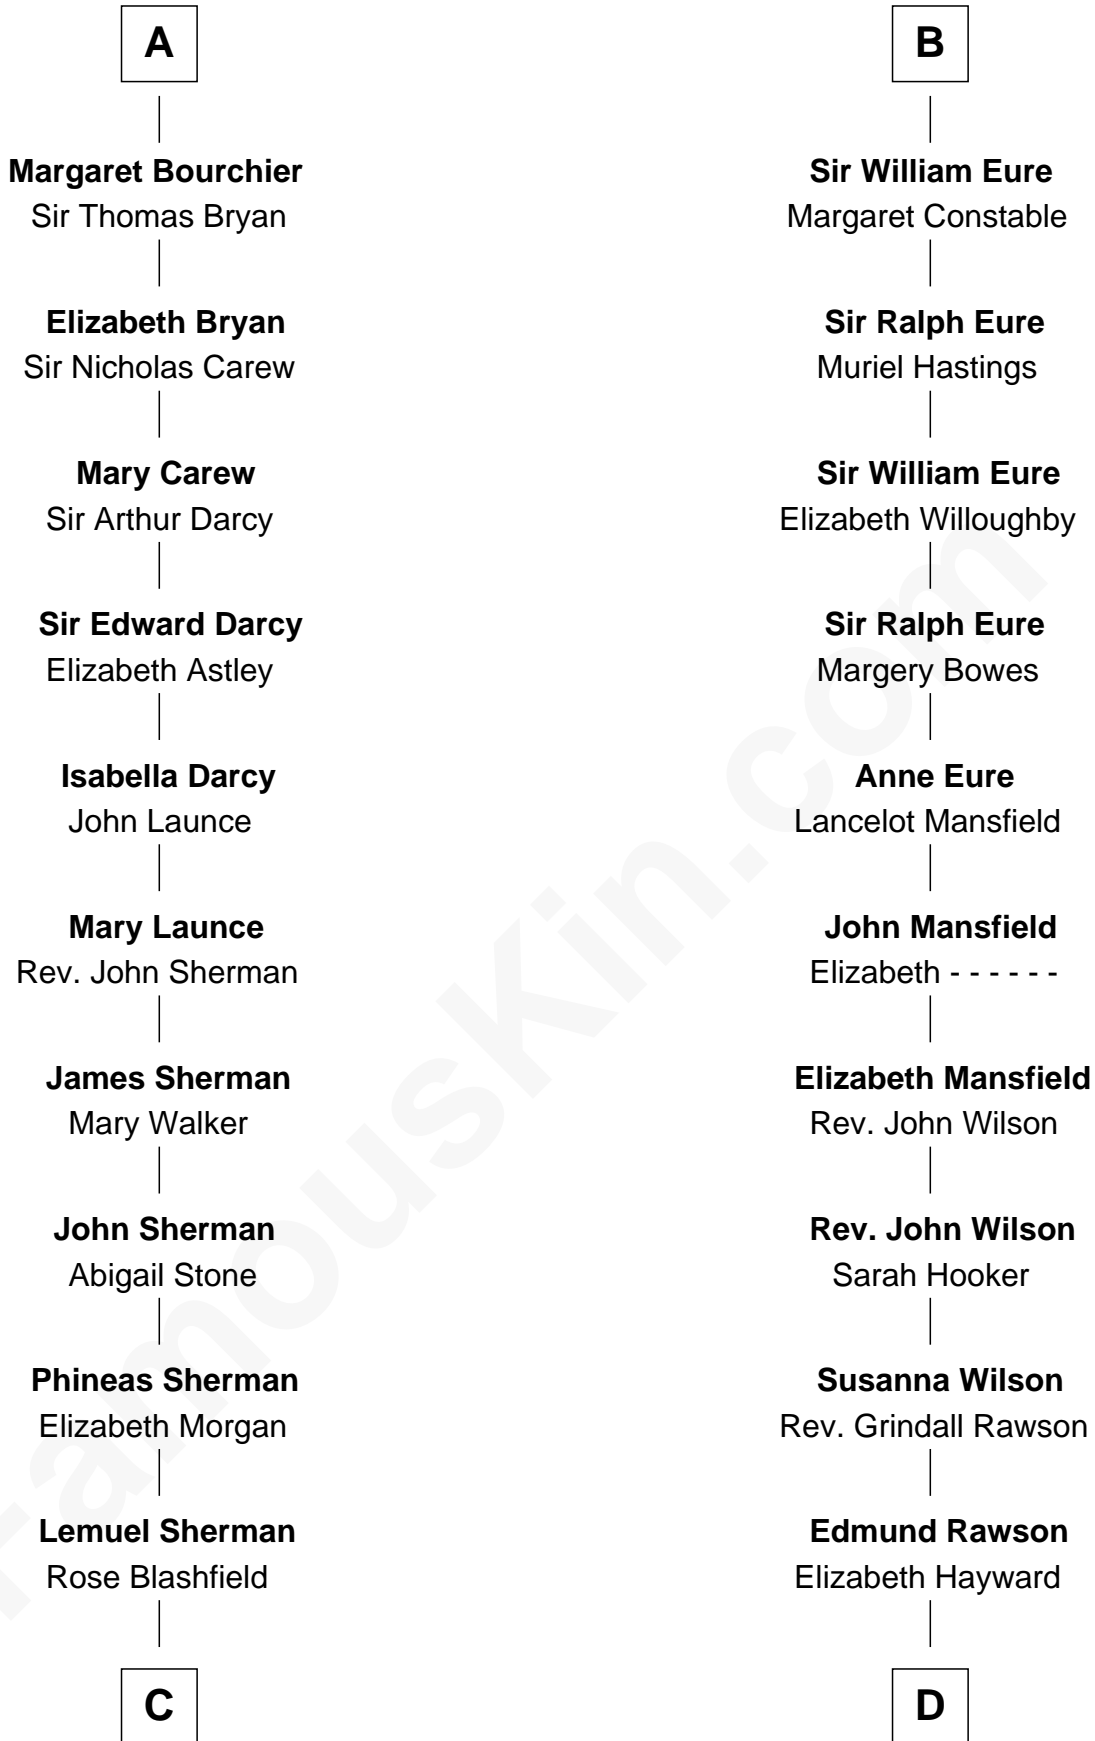 A
Margaret Bourchier
Sir Thomas Bryan
Elizabeth Bryan
Sir Nicholas Carew
Mary Carew
Sir Arthur Darcy
Sir Edward Darcy
Elizabeth Astley
Isabella Darcy
John Launce
Mary Launce
Rev. John Sherman
James Sherman
Mary Walker
John Sherman
Abigail Stone
Phineas Sherman
Elizabeth Morgan
Lemuel Sherman
Rose Blashfield
C
B
Sir William Eure
Margaret Constable
Sir Ralph Eure
Muriel Hastings
Sir William Eure
Elizabeth Willoughby
Sir Ralph Eure
Margery Bowes
Anne Eure
Lancelot Mansfield
John Mansfield
Elizabeth - - - - - -
Elizabeth Mansfield
Rev. John Wilson
Rev. John Wilson
Sarah Hooker
Susanna Wilson
Rev. Grindall Rawson
Edmund Rawson
Elizabeth Hayward
D
FamousKin.com